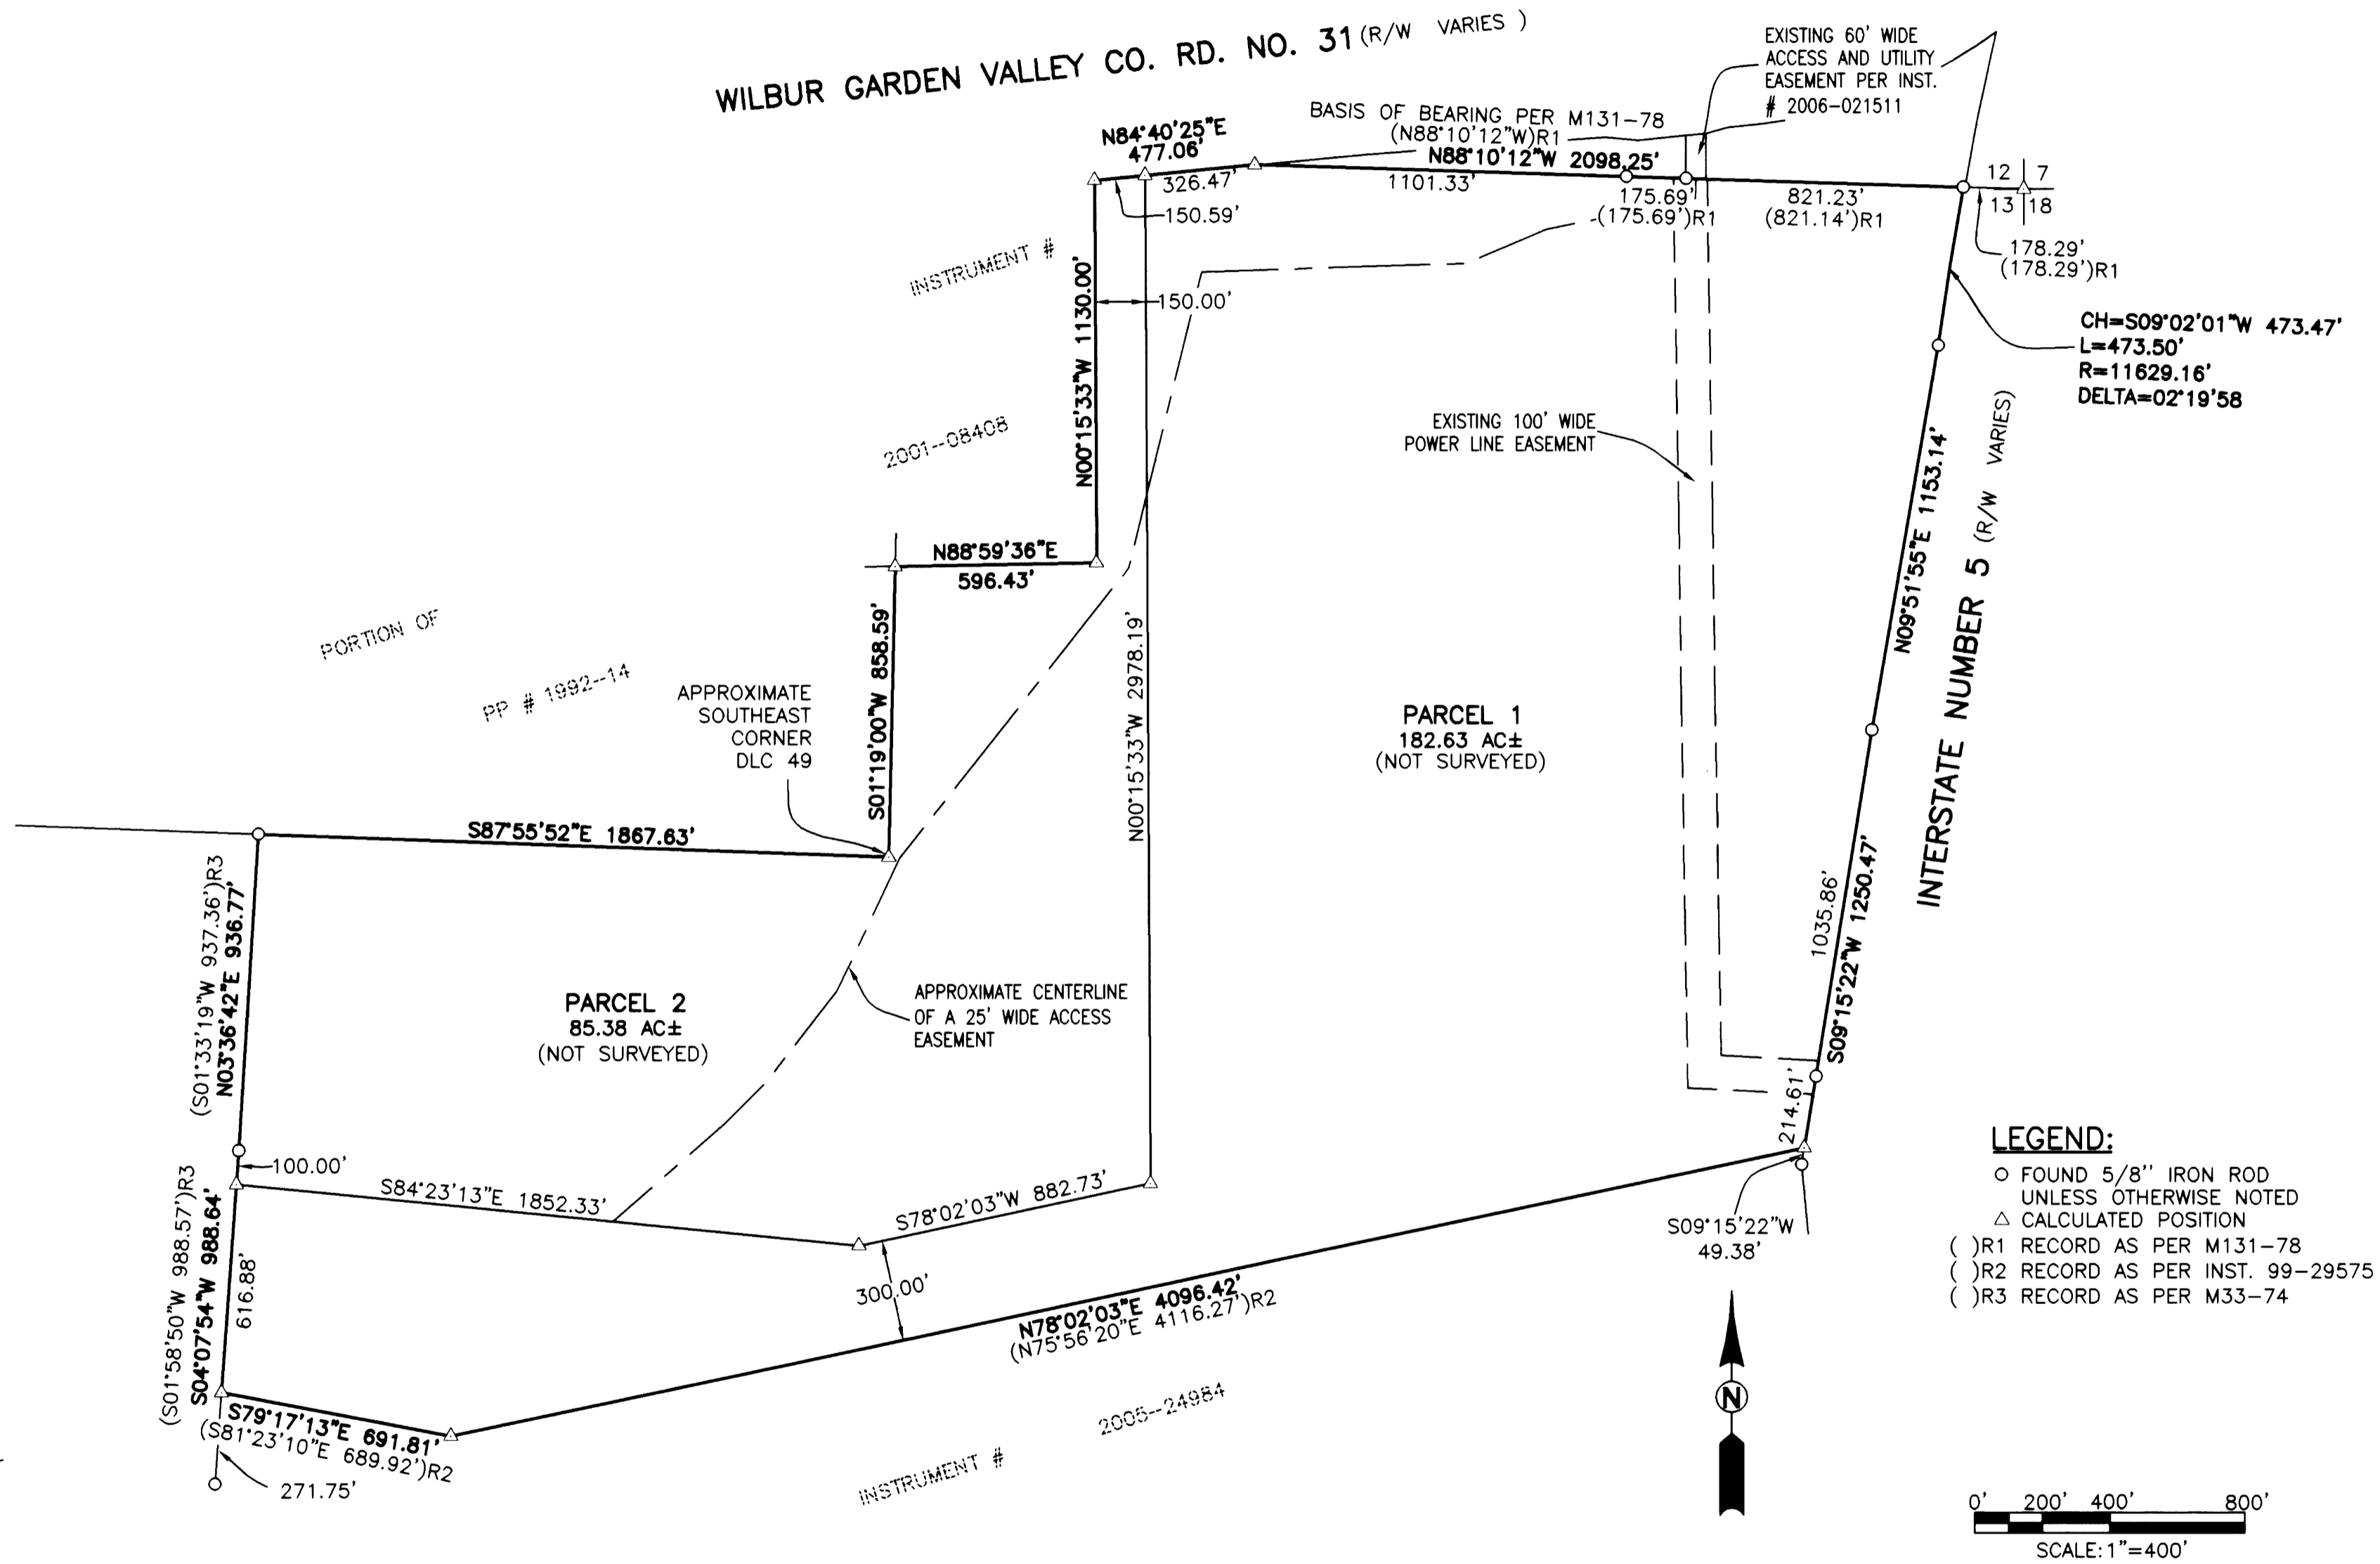 WILBUR GARDEN VALLEY CO. RD. NO. 31 (R/W VARIES )
EXISTING 60' WIDE
ACCESS AND UTILITY
EASEMENT PER INST.
# 2006-021511
BASIS OF BEARING PER M131-78
(N88°10'12"W)R1
N88°10'12"W 2098.25'
N84°40'25"E
477.06'
326.47'
150.59'
1101.33'
175.69'
-(175.69')R1
821.23'
(821.14')R1
12 7
13 18
178.29'
(178.29')R1
CH=S09°02'01"W 473.47'
L=473.50'
R=11629.16'
DELTA=02°19'58
INSTRUMENT #
2001--08408
N00°15'33"W 1130.00'
150.00'
EXISTING 100' WIDE
POWER LINE EASEMENT
N09°51'55"E 1153.14'
INTERSTATE NUMBER 5 (R/W VARIES)
N88°59'36"E
596.43'
PORTION OF
PP # 1992--14
APPROXIMATE
SOUTHEAST
CORNER
DLC 49
S01°19'00"W 858.59'
N00°15'33"W 2978.19'
PARCEL 1
182.63 AC±
(NOT SURVEYED)
S87°55'52"E 1867.63'
(S01°33'19"W 937.36')R3
N03°36'42"E 936.77'
1035.86'
S09°15'22"W 1250.47'
PARCEL 2
85.38 AC±
(NOT SURVEYED)
APPROXIMATE CENTERLINE
OF A 25' WIDE ACCESS
EASEMENT
214.61'
100.00'
S84°23'13"E 1852.33'
S78°02'03"W 882.73'
(S01°58'50"W 988.57')R3
S04°07'54"W 988.64'
616.88'
300.00'
S09°15'22"W
49.38'
N78°02'03"E 4096.42'
(N75°56'20"E 4116.27')R2
S79°17'13"E 691.81'
(S81°23'10"E 689.92')R2
271.75'
INSTRUMENT #
2005--24984
LEGEND:
○ FOUND 5/8'' IRON ROD
UNLESS OTHERWISE NOTED
△ CALCULATED POSITION
( )R1 RECORD AS PER M131-78
( )R2 RECORD AS PER INST. 99-29575
( )R3 RECORD AS PER M33-74
N
0' 200' 400' 800'
SCALE: 1"=400'